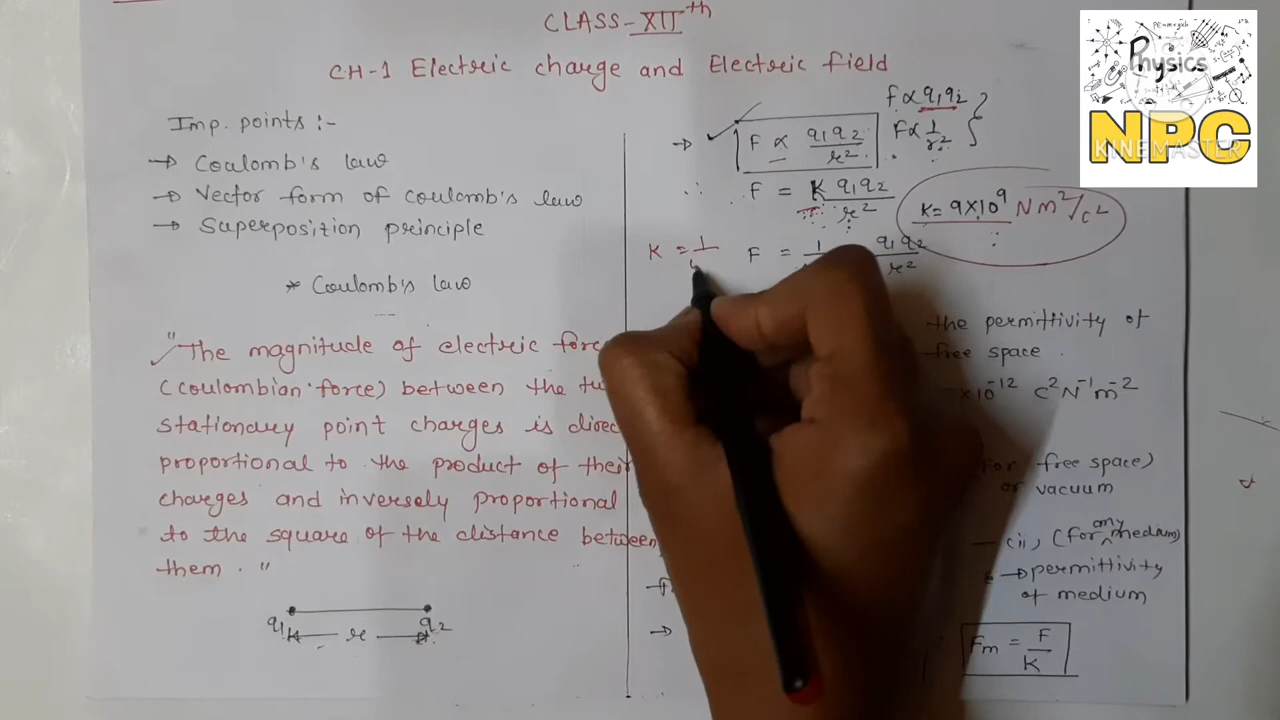 CLASS-XIIth
CH-1 Electric charge and Electric field
Imp. points :-
→ Coulomb's law
→ Vector form of coulomb's law
→ Superposition principle
* Coulomb's law
"The magnitude of electric force
(coulombian force) between the
stationary point charges is
proportional to the product of their
charges and inversely proportional
to the square of the distance between
them."
q1 q2
r
F ∝ q1q2
→ F ∝ q1q2/r² F ∝ 1/r²
∴ F = K q1q2/r²
K = 9×10⁹ Nm²/c²
K = 1/ F = 1/ q1q2/r²
the permittivity of
free space.
×10⁻¹² C²N⁻¹m⁻²
free space)
or vacuum
(ii), (for any medium)
→ permittivity
of medium
Fm = F/K
Physics
NPC
KINEMASTER